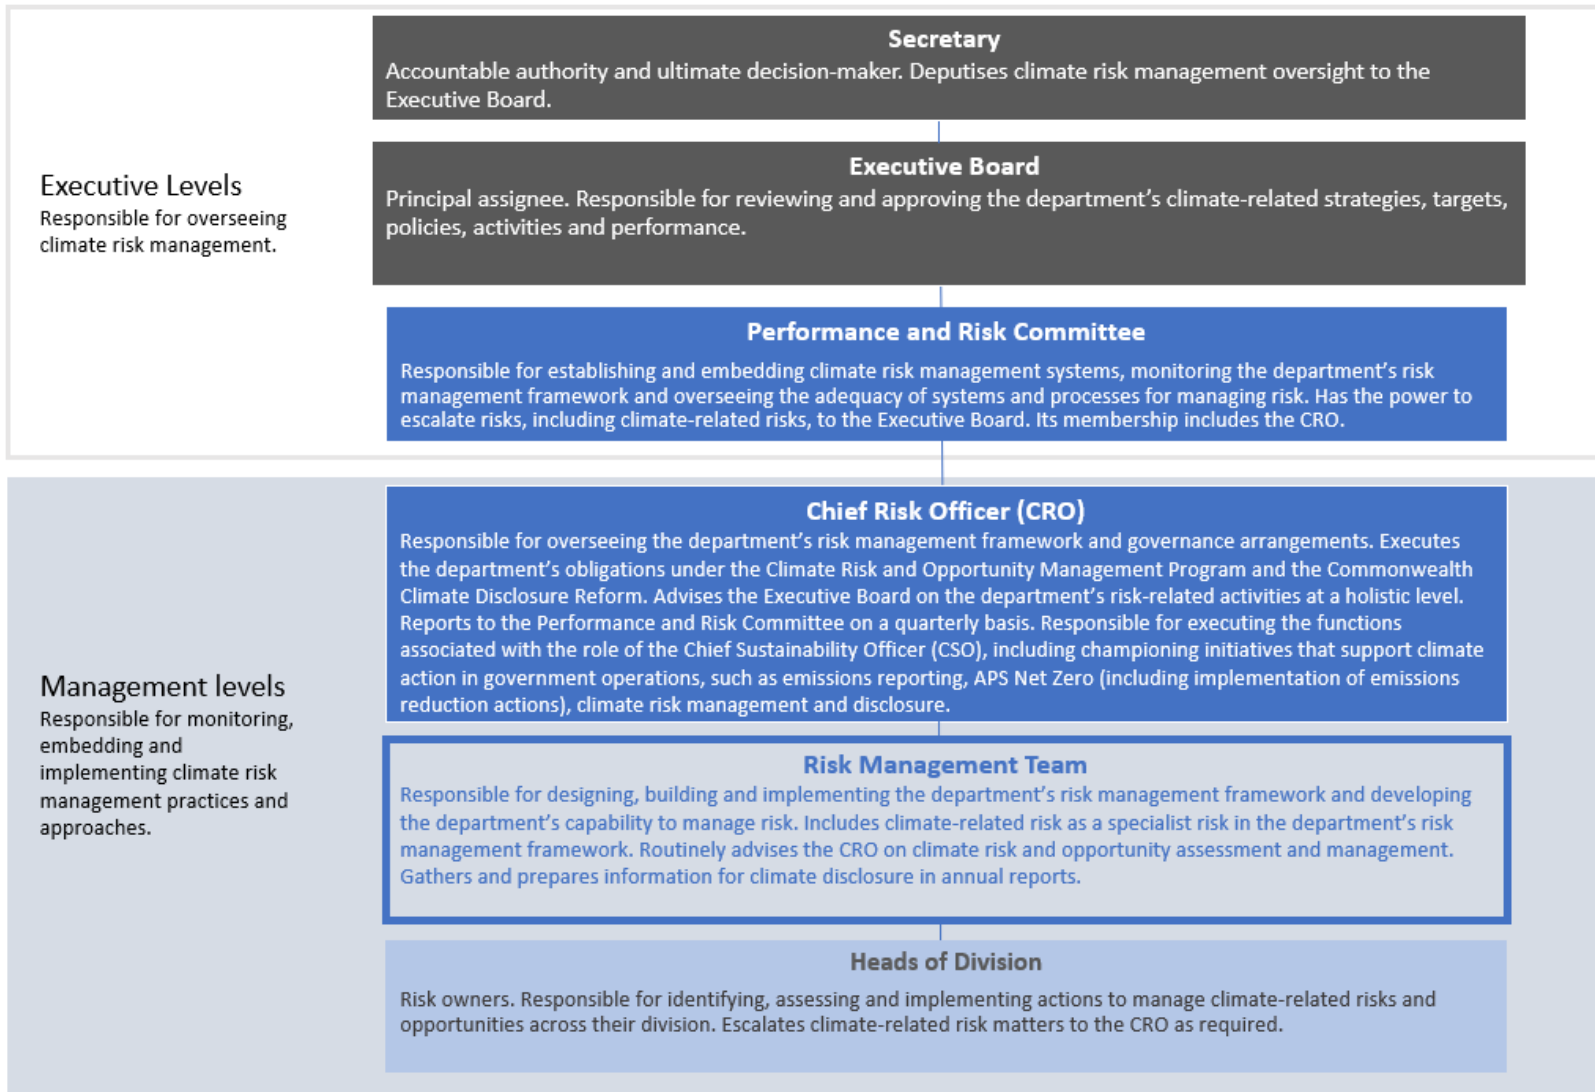 Secretary
Accountable authority and ultimate decision-maker. Deputises climate risk management oversight to the
Executive Board.
Executive Levels
Responsible for overseeing
climate risk management.
Executive Board
Principal assignee. Responsible for reviewing and approving the department’s climate-related strategies, targets,
policies, activities and performance.
Performance and Risk Committee
Responsible for establishing and embedding climate risk management systems, monitoring the department’s risk
management framework and overseeing the adequacy of systems and processes for managing risk. Has the power to
escalate risks, including climate-related risks, to the Executive Board. Its membership includes the CRO.
Management levels
Responsible for monitoring,
embedding and
implementing climate risk
management practices and
approaches.
Chief Risk Officer (CRO)
Responsible for overseeing the department’s risk management framework and governance arrangements. Executes
the department’s obligations under the Climate Risk and Opportunity Management Program and the Commonwealth
Climate Disclosure Reform. Advises the Executive Board on the department’s risk-related activities at a holistic level.
Reports to the Performance and Risk Committee on a quarterly basis. Responsible for executing the functions
associated with the role of the Chief Sustainability Officer (CSO), including championing initiatives that support climate
action in government operations, such as emissions reporting, APS Net Zero (including implementation of emissions
reduction actions), climate risk management and disclosure.
Risk Management Team
Responsible for designing, building and implementing the department’s risk management framework and developing
the department’s capability to manage risk. Includes climate-related risk as a specialist risk in the department’s risk
management framework. Routinely advises the CRO on climate risk and opportunity assessment and management.
Gathers and prepares information for climate disclosure in annual reports.
Heads of Division
Risk owners. Responsible for identifying, assessing and implementing actions to manage climate-related risks and
opportunities across their division. Escalates climate-related risk matters to the CRO as required.